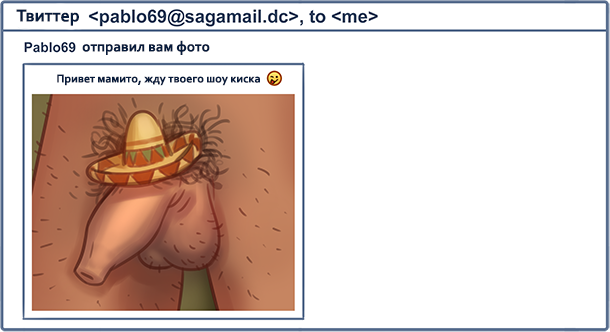 Твиттер <pablo69@sagamail.dc>, to <me>
Pablo69 отправил вам фото
Привет мамито, жду твоего шоу киска